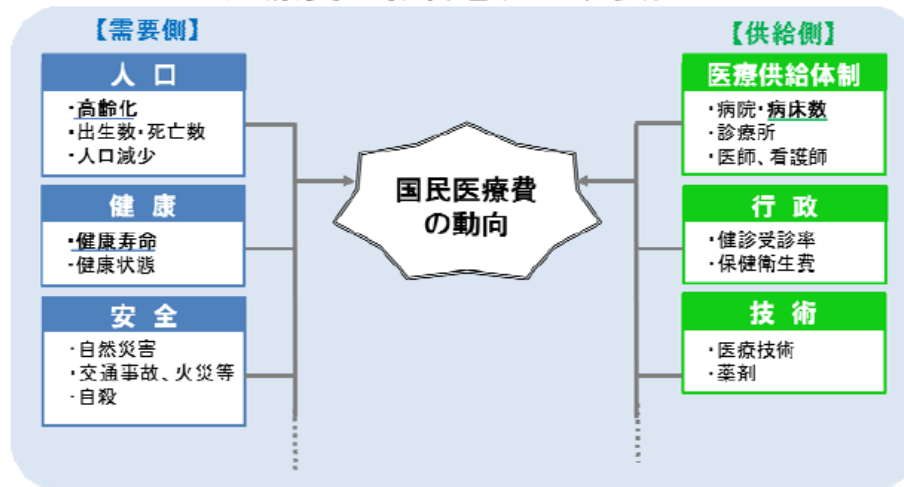 【需要側】
人 口
・高齢化
・出生数・死亡数
・人口減少
健 康
・健康寿命
・健康状態
安 全
・自然災害
・交通事故、火災等
・自殺
国民医療費
の動向
【供給側】
医療供給体制
・病院・病床数
・診療所
・医師、看護師
行 政
・健診受診率
・保健衛生費
技 術
・医療技術
・薬剤